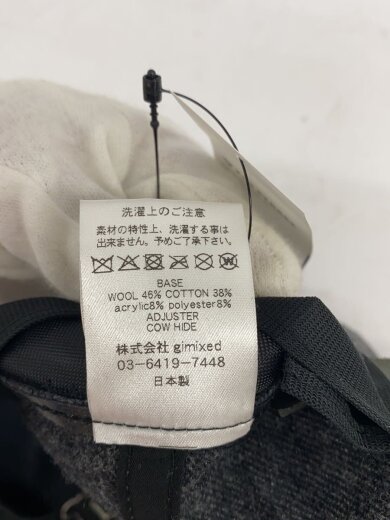 洗濯上のご注意
素材の特性上、洗濯する事は
出来ません。予めご了承下さい。
BASE
WOOL 46% COTTON 38%
acrylic8% polyester8%
ADJUSTER
COW HIDE
株式会社 gimixed
03-6419-7448
日本製